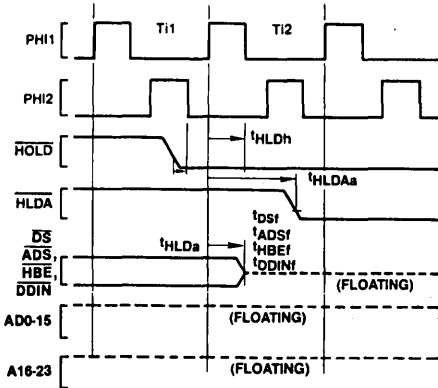 PHI1 Ti1 Ti2
PHI2
HOLD tHLDh
HLDA tHLDAa
DS tHLDa tDSf
ADS, tADSf
HBE, tHBEf
DDIN tDDINf
(FLOATING)
AD0-15 (FLOATING)
A16-23 (FLOATING)